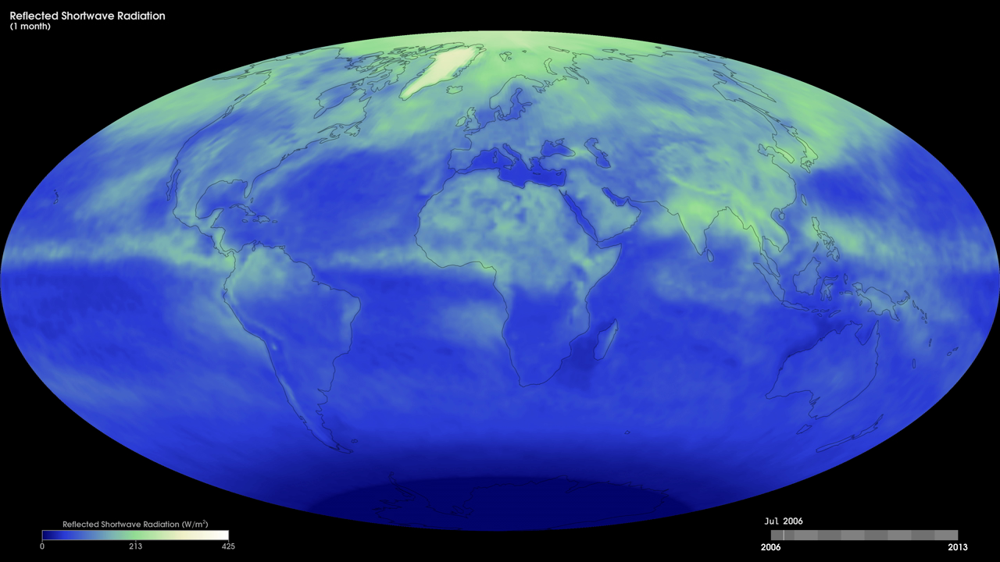 Reflected Shortwave Radiation
(1 month)
Reflected Shortwave Radiation (W/m²)
0 213 425
Jul 2006
2006 2013